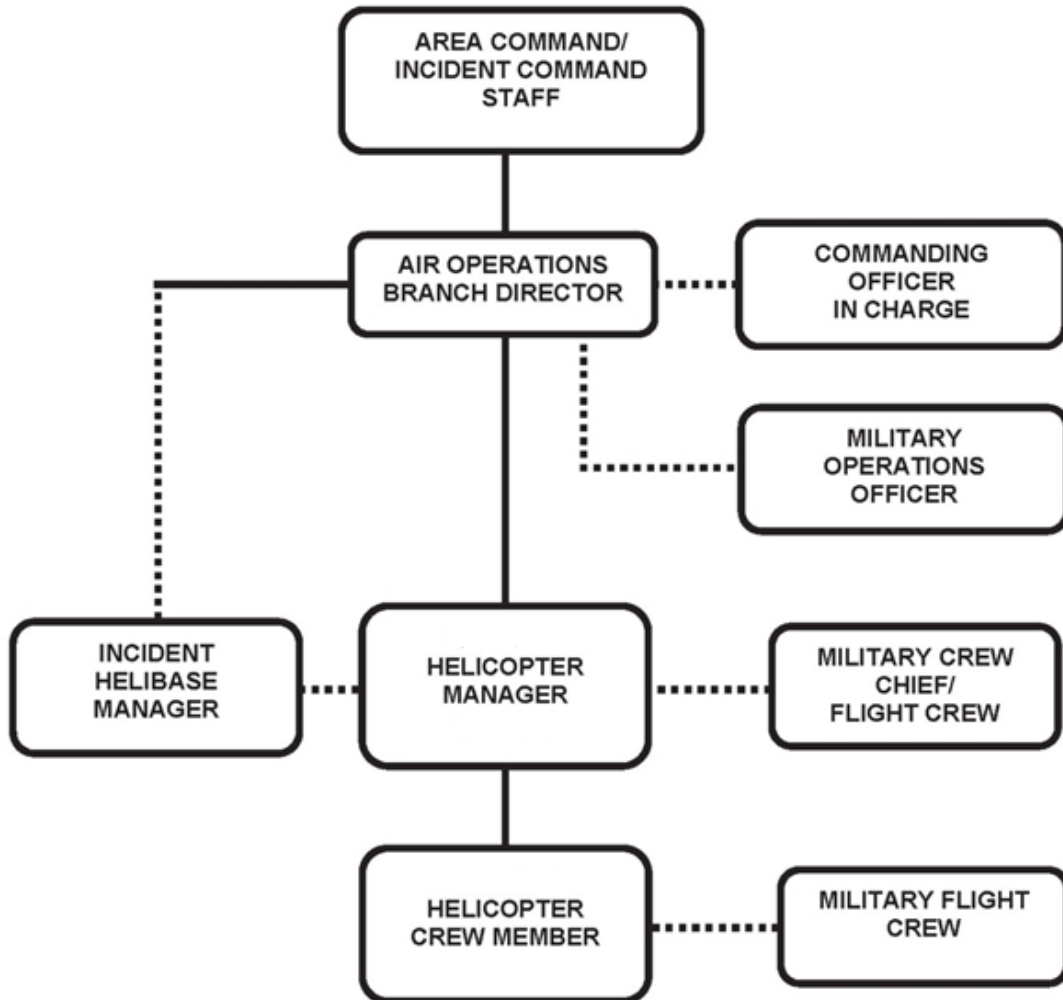 AREA COMMAND/
INCIDENT COMMAND
STAFF
AIR OPERATIONS
BRANCH DIRECTOR
COMMANDING
OFFICER
IN CHARGE
MILITARY
OPERATIONS
OFFICER
INCIDENT
HELIBASE
MANAGER
HELICOPTER
MANAGER
MILITARY CREW
CHIEF/
FLIGHT CREW
HELICOPTER
CREW MEMBER
MILITARY FLIGHT
CREW